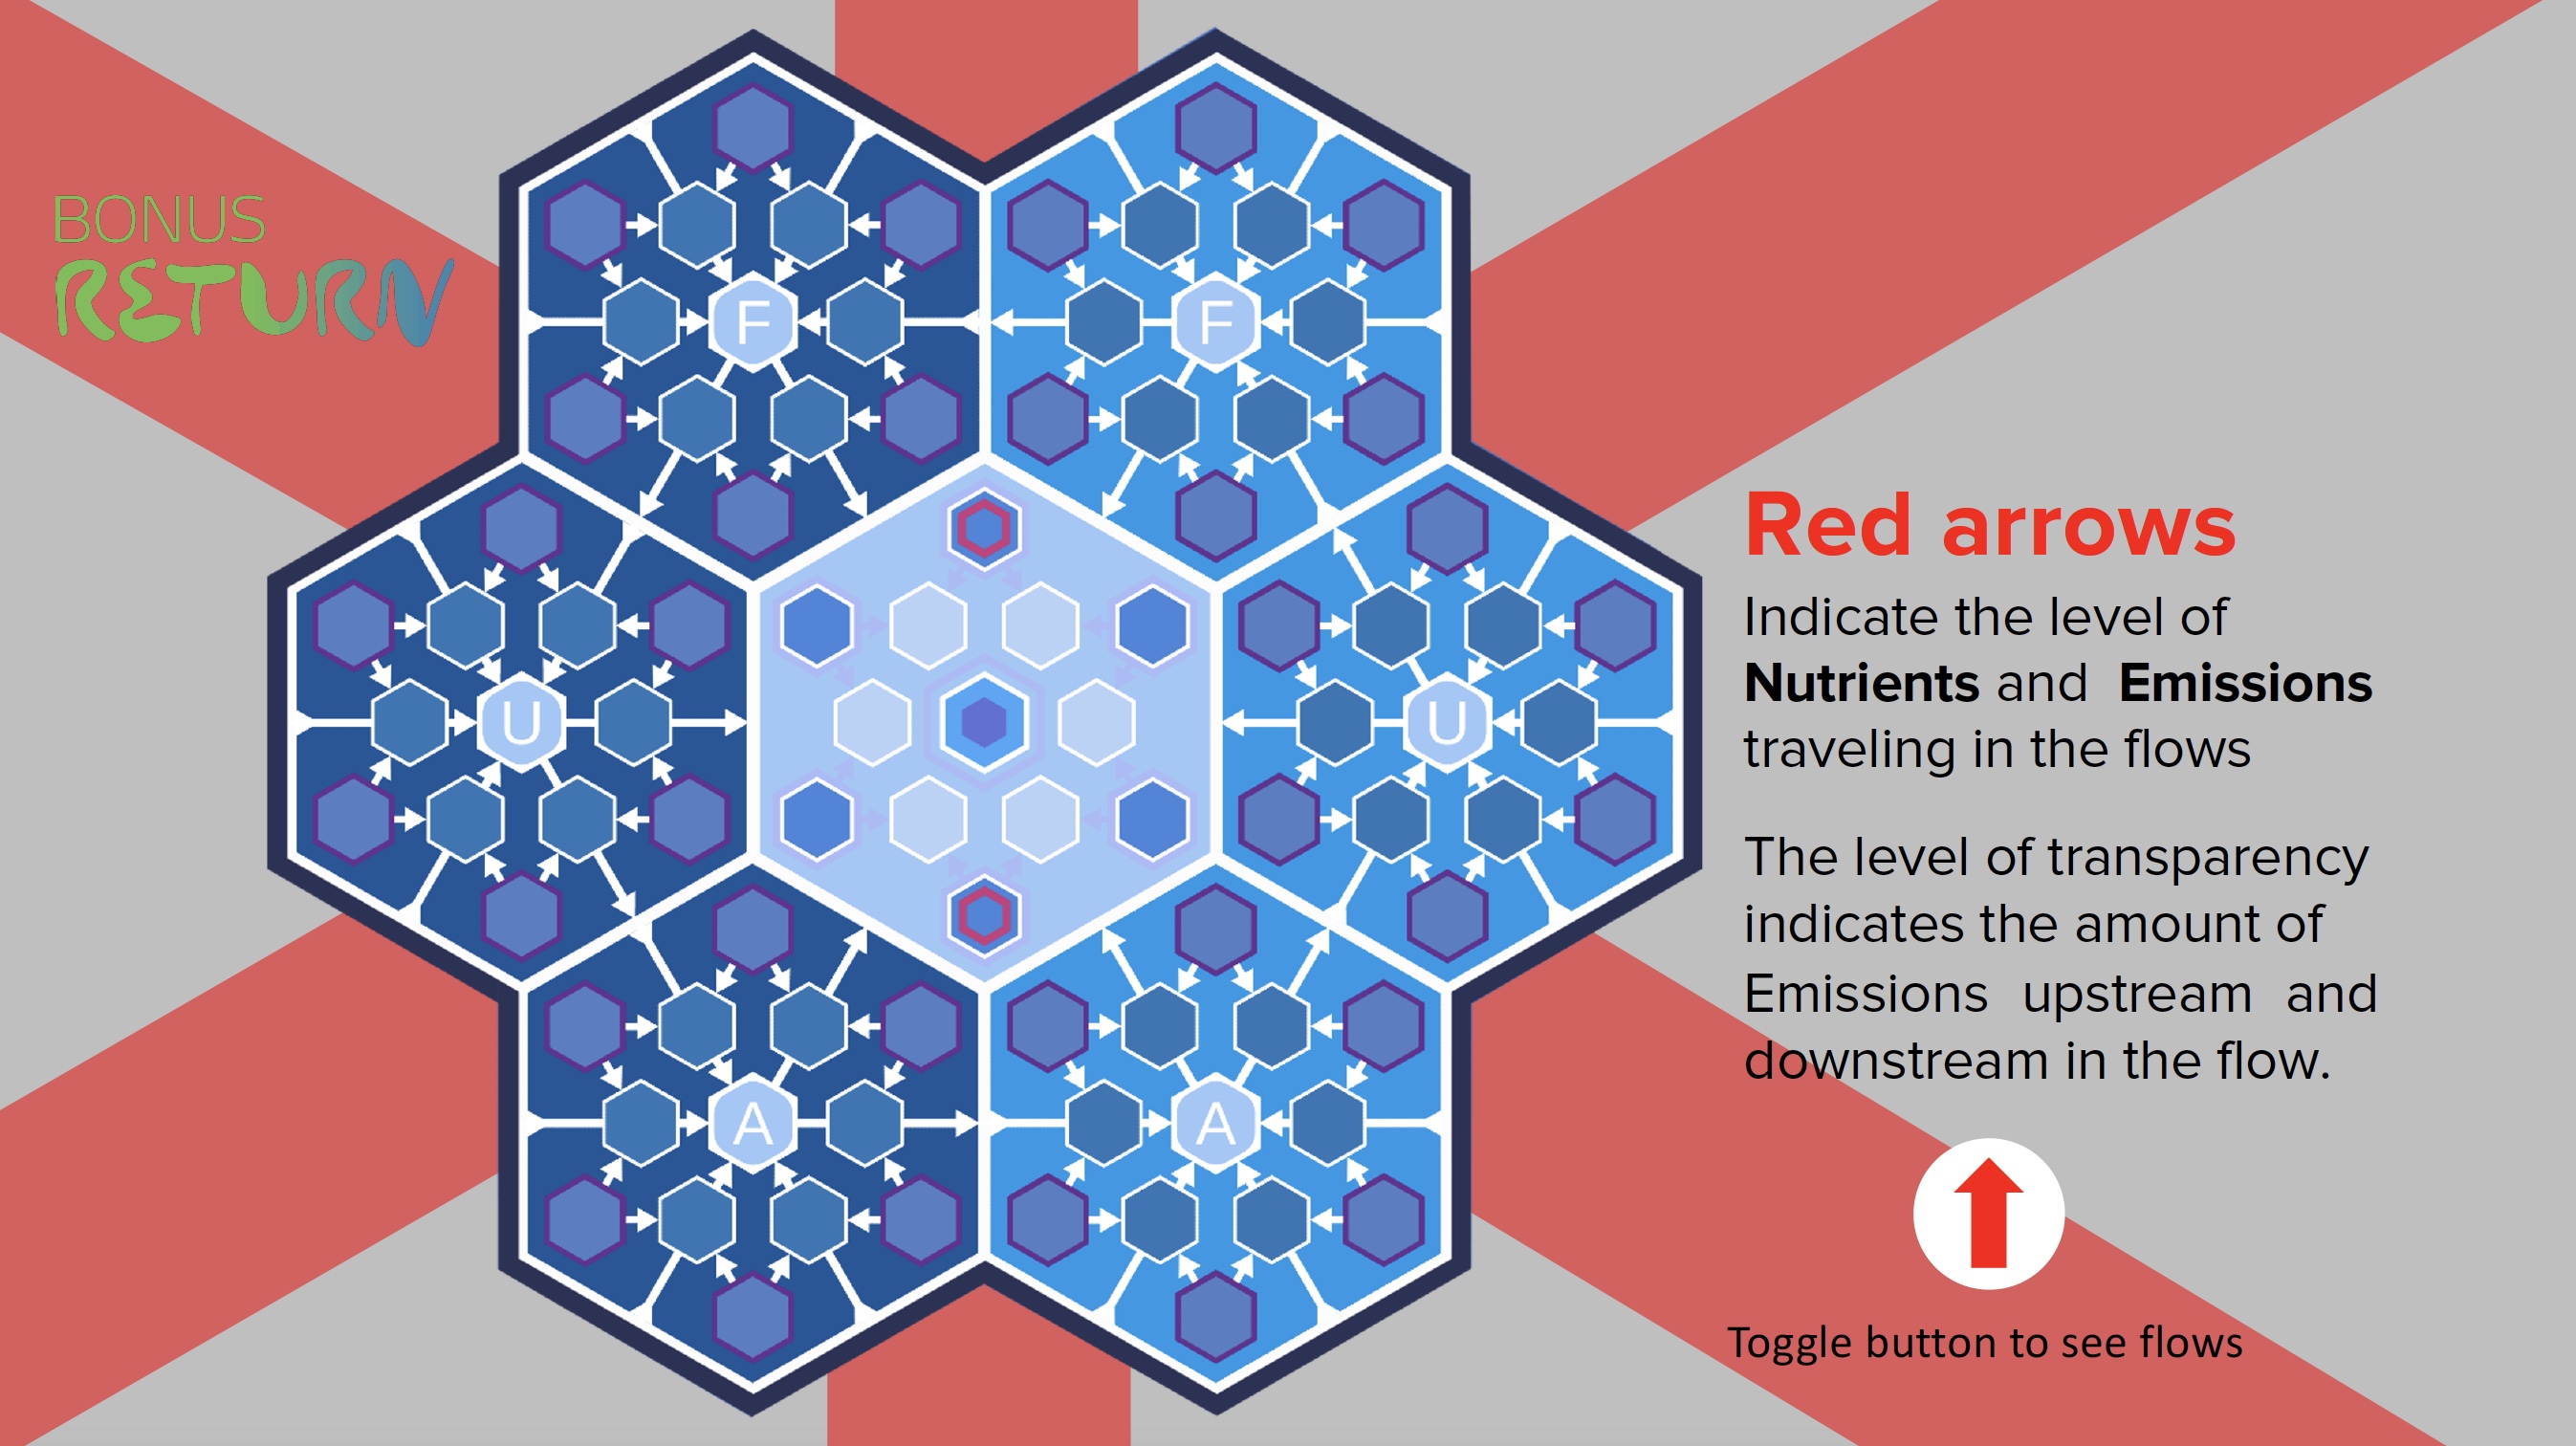 BONUS
RETURN
F
F
U
U
A
A
Red arrows
Indicate the level of
Nutrients and Emissions
traveling in the flows
The level of transparency
indicates the amount of
Emissions upstream and
downstream in the flow.
Toggle button to see flows